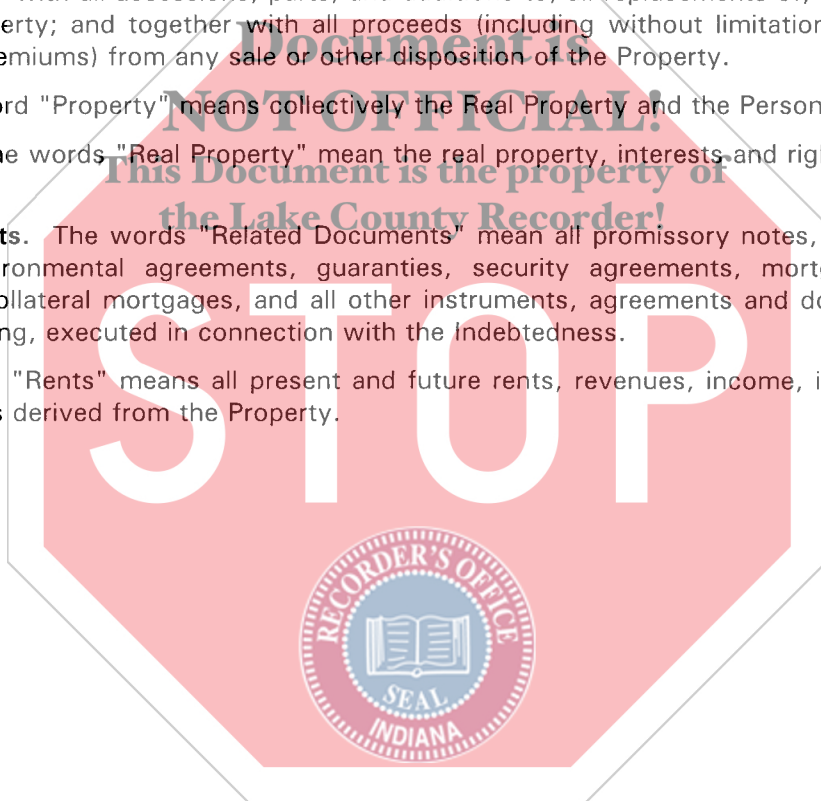 erty; and together with all proceeds (including without limitation
emiums) from any sale or other disposition of the Property.
Document is
ord "Property" means collectively the Real Property and the Person
NOT OFFICIAL!
he words "Real Property" mean the real property, interests and righ
This Document is the property of
the Lake County Recorder!
ts. The words "Related Documents" mean all promissory notes,
ironmental agreements, guaranties, security agreements, mort
ollateral mortgages, and all other instruments, agreements and do
ng, executed in connection with the Indebtedness.
"Rents" means all present and future rents, revenues, income, i
s derived from the Property.
STOP
RECORDER'S OFFICE
SEAL
INDIANA